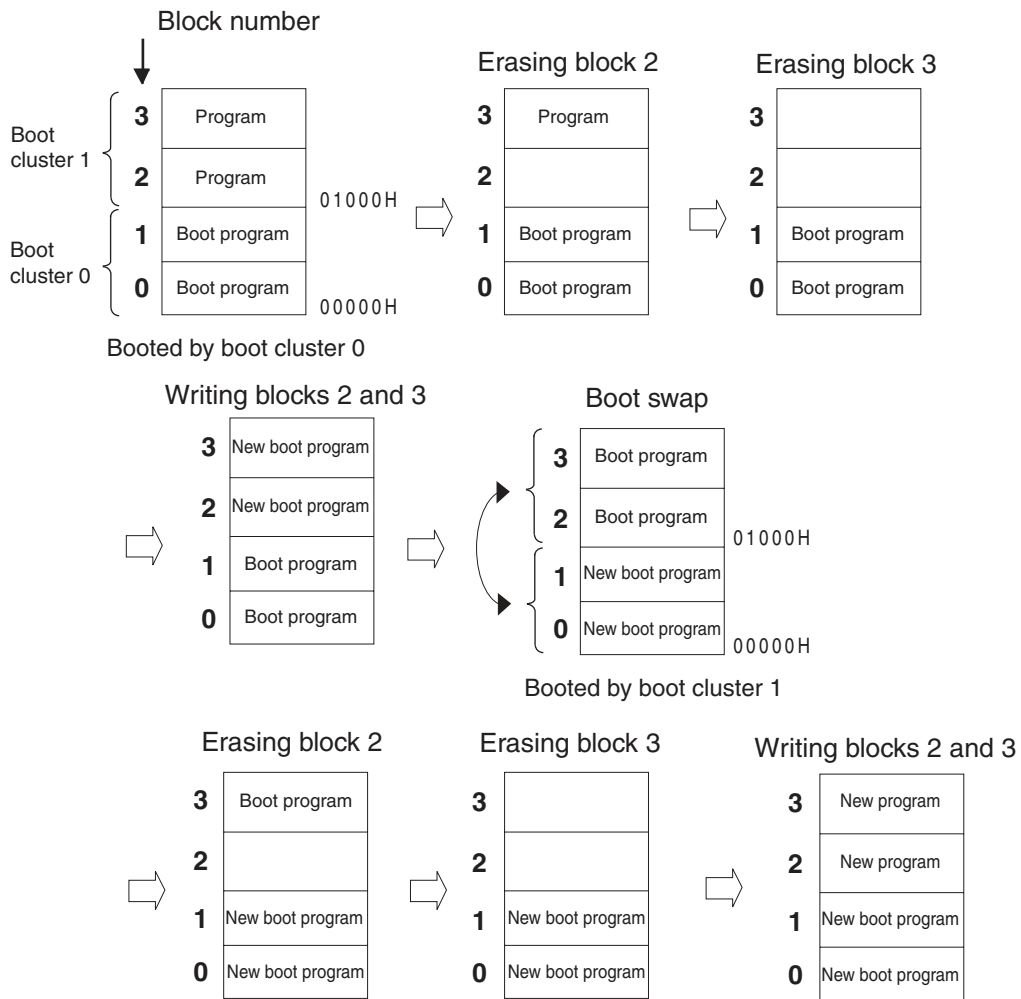 Block number
Boot
cluster 1
Boot
cluster 0
3 Program
2 Program
01000H
1 Boot program
0 Boot program
00000H
Booted by boot cluster 0
Erasing block 2
3 Program
2
1 Boot program
0 Boot program
Erasing block 3
3
2
1 Boot program
0 Boot program
Writing blocks 2 and 3
3 New boot program
2 New boot program
1 Boot program
0 Boot program
Boot swap
3 Boot program
2 Boot program
01000H
1 New boot program
0 New boot program
00000H
Booted by boot cluster 1
Erasing block 2
3 Boot program
2
1 New boot program
0 New boot program
Erasing block 3
3
2
1 New boot program
0 New boot program
Writing blocks 2 and 3
3 New program
2 New program
1 New boot program
0 New boot program